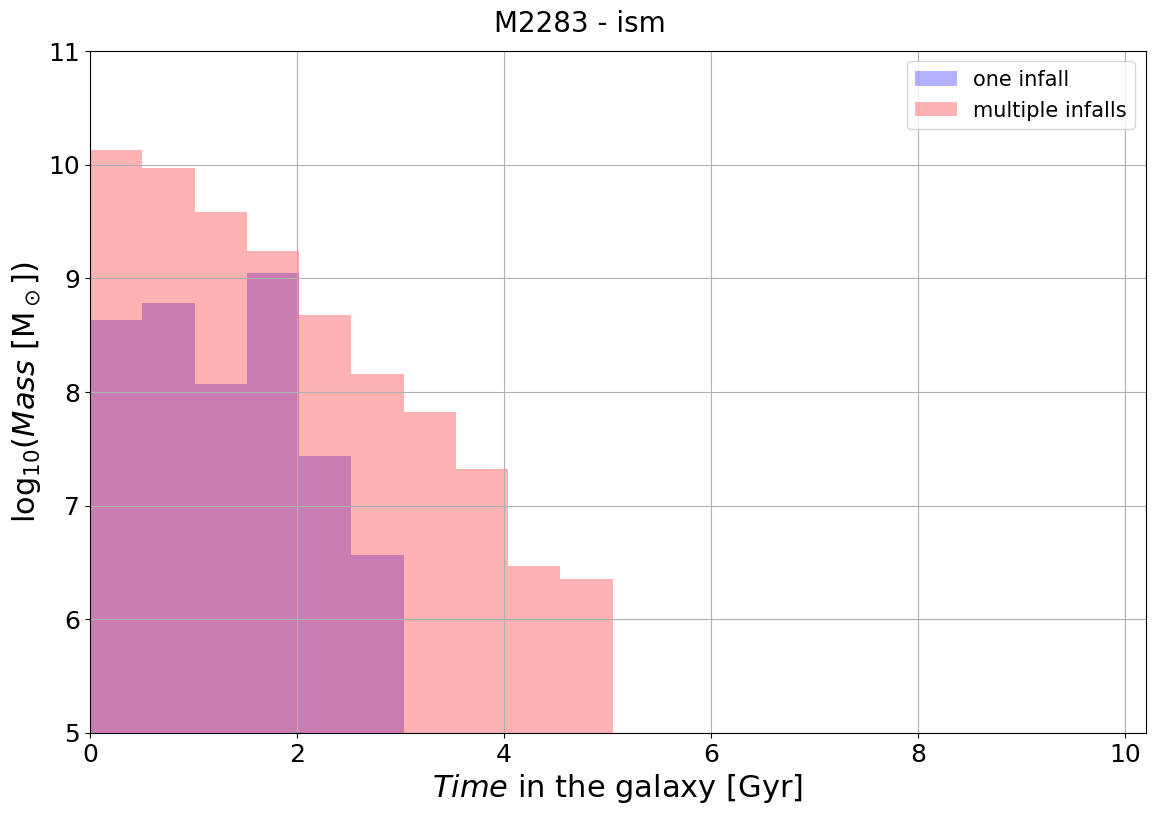 M2283 - ism
one infall
multiple infalls
11
10
9
8
7
6
5
log₁₀(Mass [M_⊙])
0 2 4 6 8 10
Time in the galaxy [Gyr]